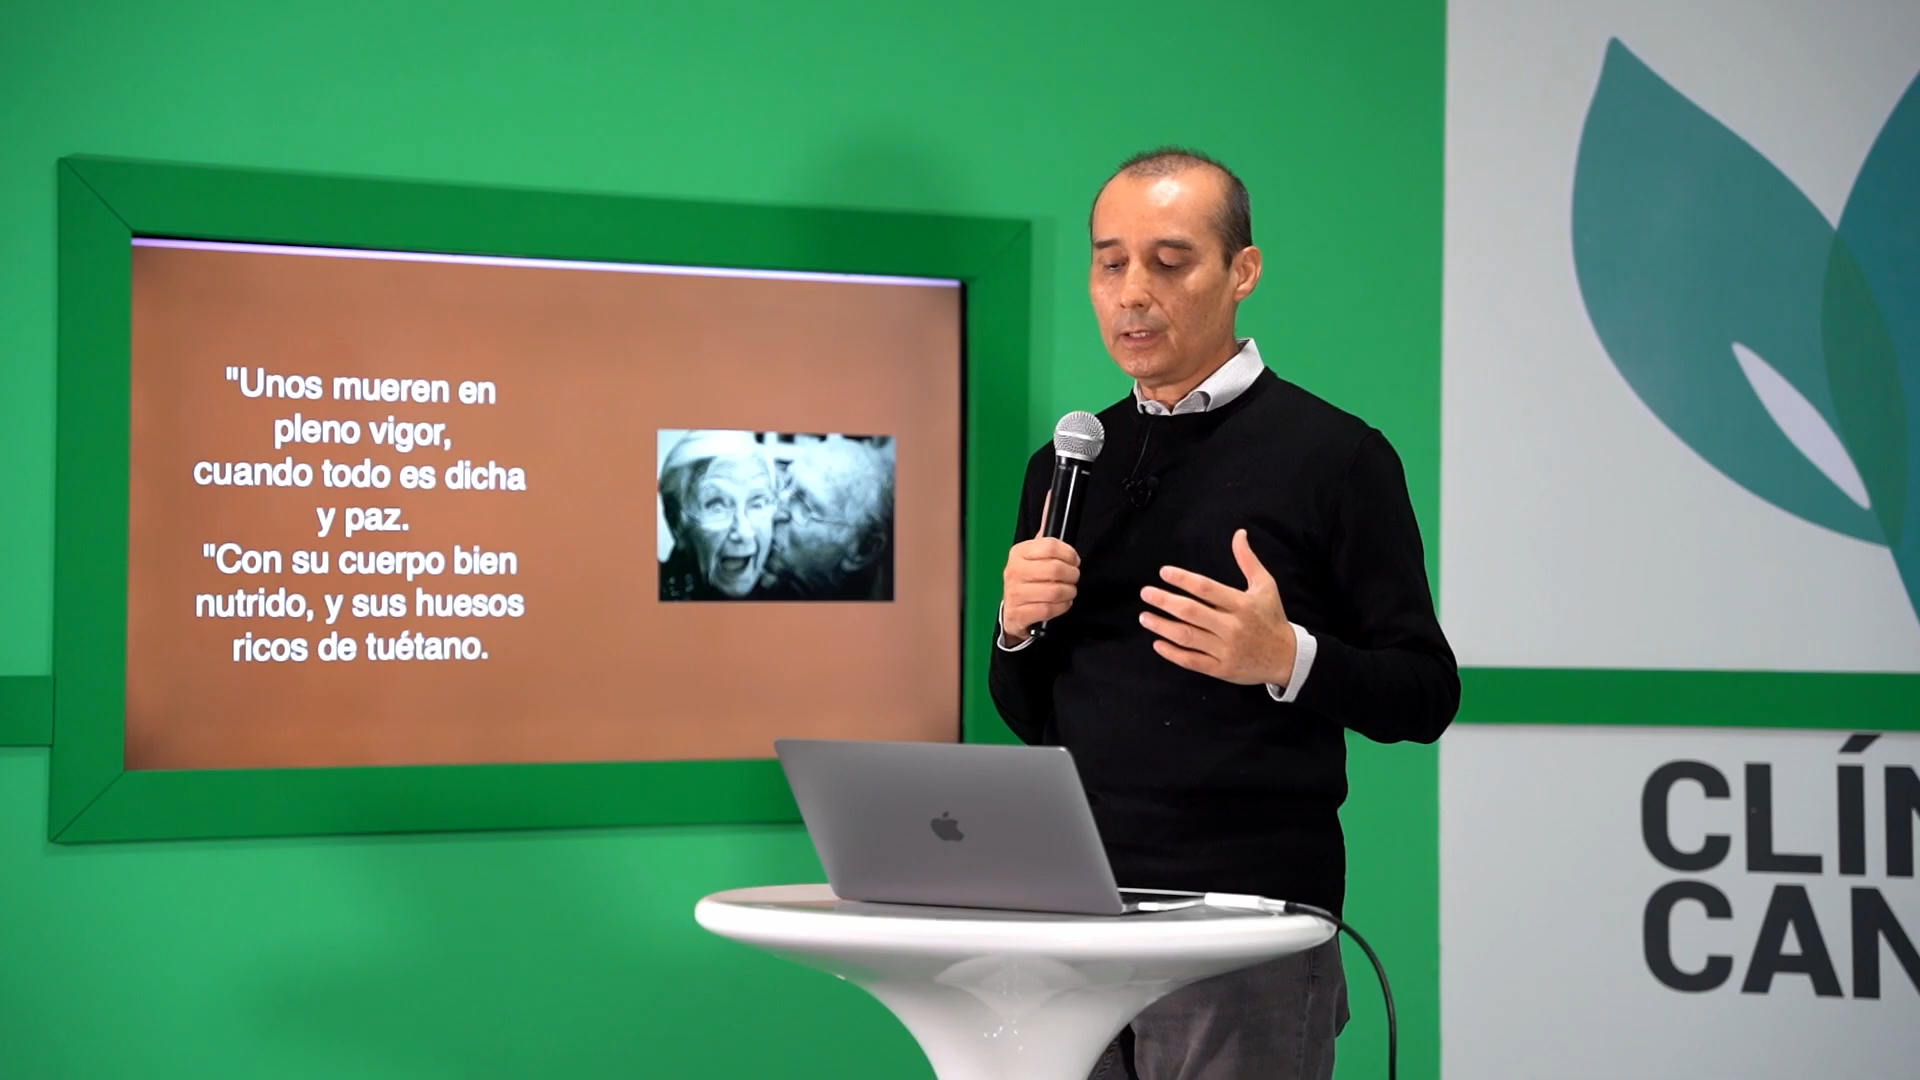 "Unos mueren en
pleno vigor,
cuando todo es dicha
y paz.
"Con su cuerpo bien
nutrido, y sus huesos
ricos de tuétano.
CLÍN
CAN